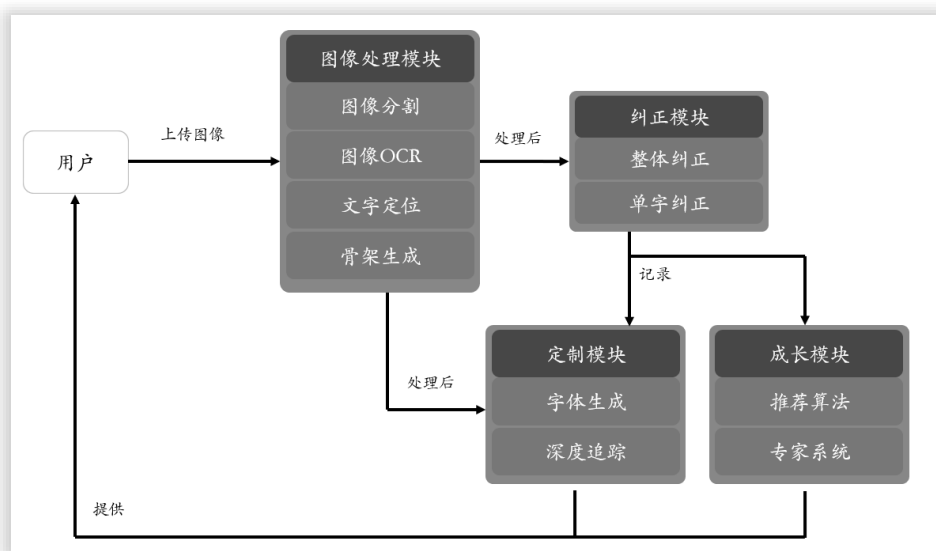 用户
上传图像
图像处理模块
图像分割
图像OCR
文字定位
骨架生成
处理后
纠正模块
整体纠正
单字纠正
记录
处理后
定制模块
字体生成
深度追踪
成长模块
推荐算法
专家系统
提供